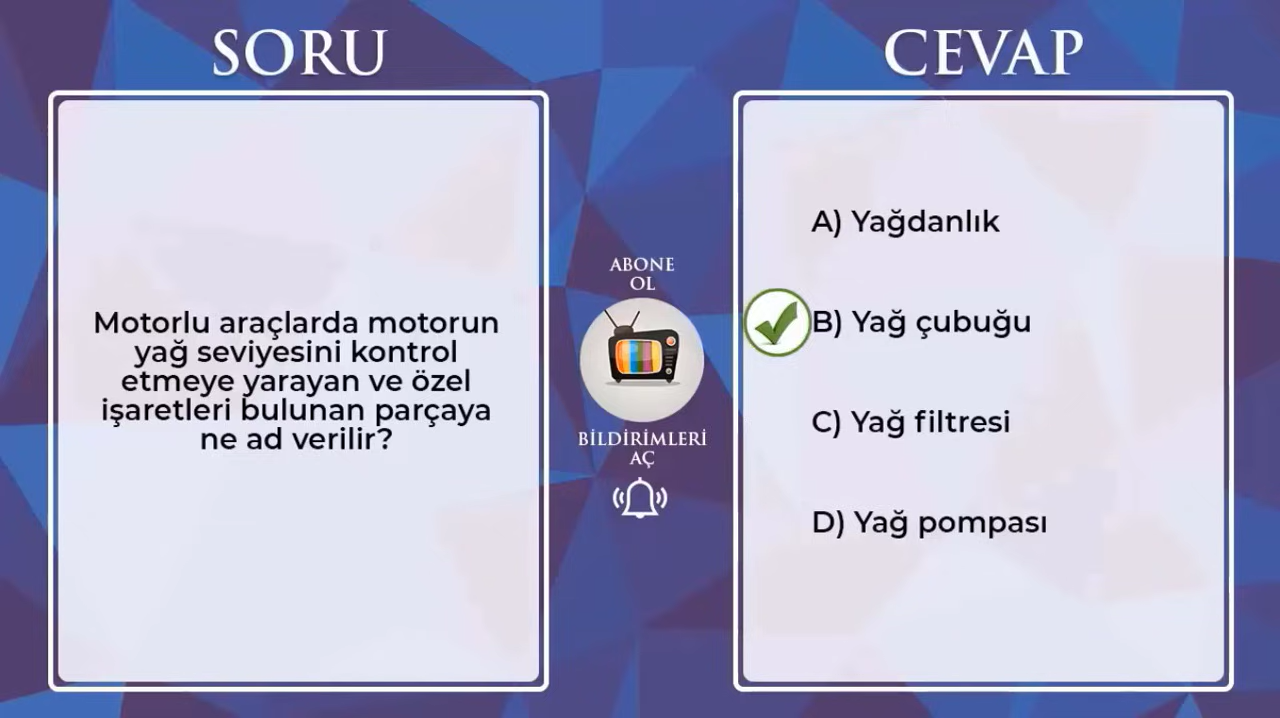 SORU
Motorlu araçlarda motorun
yağ seviyesini kontrol
etmeye yarayan ve özel
işaretleri bulunan parçaya
ne ad verilir?
ABONE
OL
BİLDİRİMLERİ
AÇ
CEVAP
A) Yağdanlık
B) Yağ çubuğu
C) Yağ filtresi
D) Yağ pompası